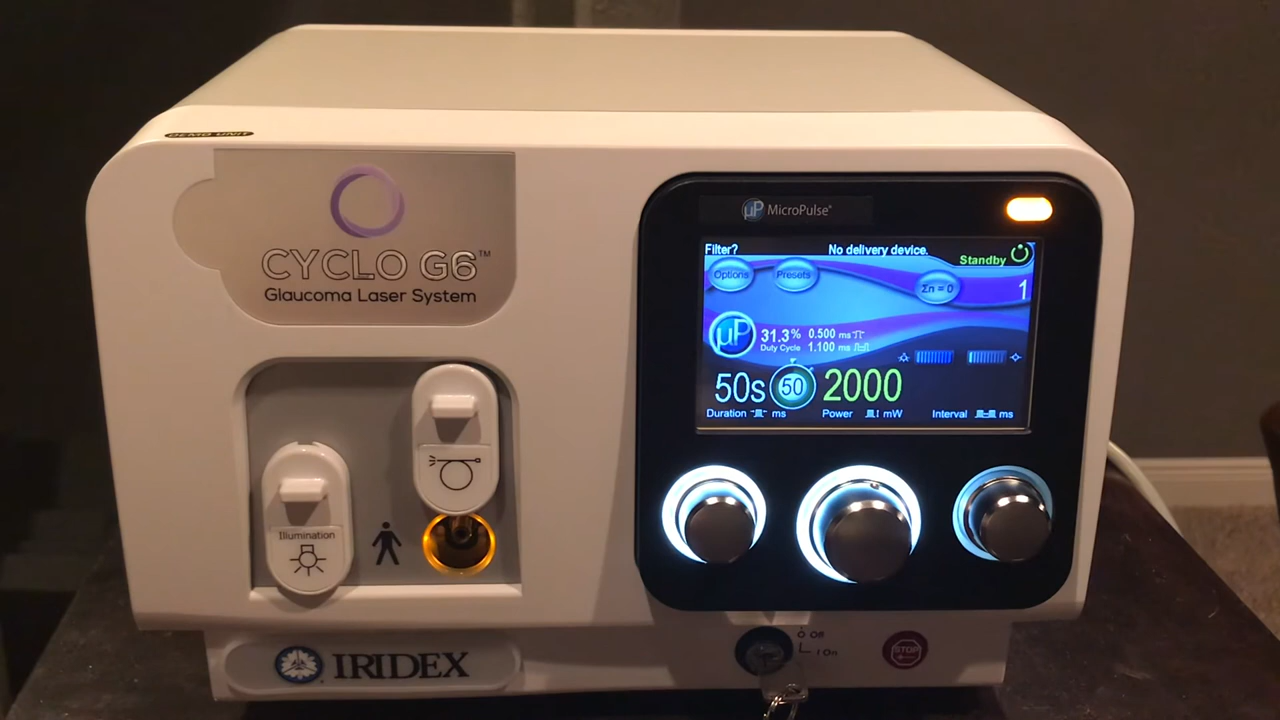 DEMO UNIT
CYCLO G6™
Glaucoma Laser System
µP MicroPulse®
Filter? No delivery device.
Standby
Options Presets Σn = 0 1
µP 31.3% 0.500 ms
Duty Cycle 1.100 ms
50s 50 2000
Duration ms Power mW Interval ms
Illumination
IRIDEX
O Off
I On
STOP